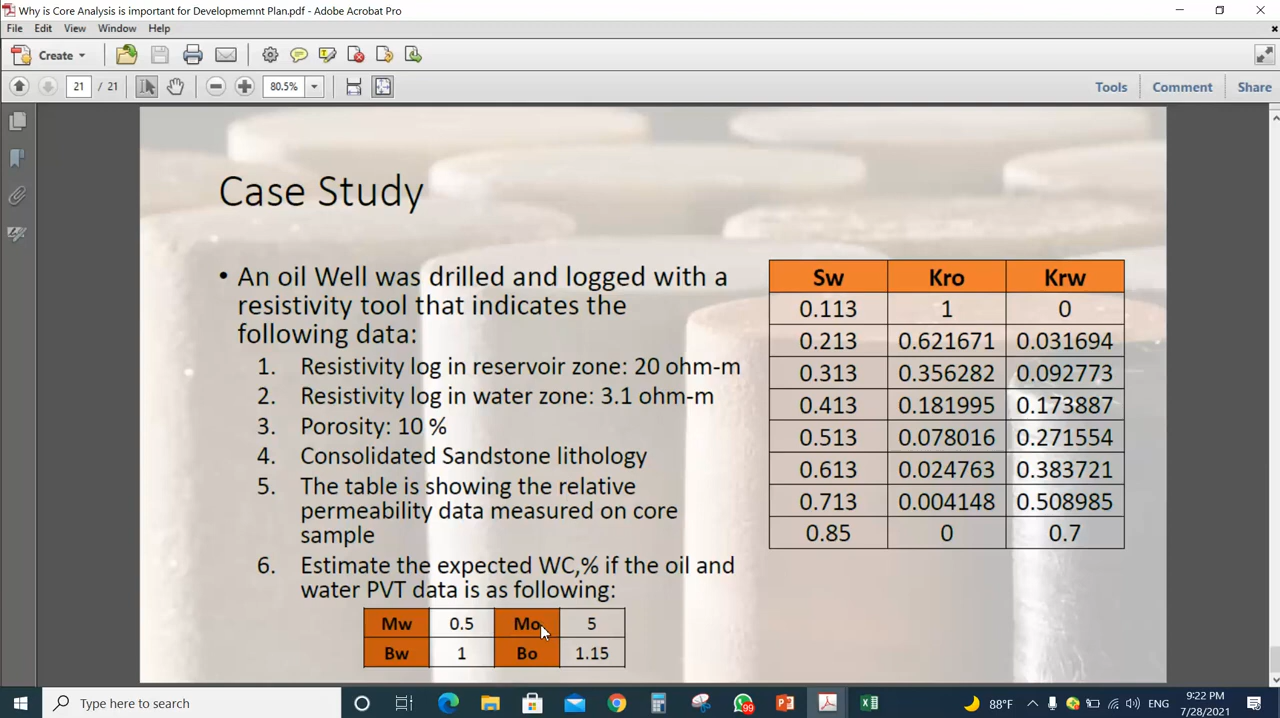 Why is Core Analysis is important for Developmemnt Plan.pdf - Adobe Acrobat Pro
File Edit View Window Help
Create
21 / 21 80.5% Tools Comment Share
Case Study
• An oil Well was drilled and logged with a
resistivity tool that indicates the
following data:
1. Resistivity log in reservoir zone: 20 ohm-m
2. Resistivity log in water zone: 3.1 ohm-m
3. Porosity: 10 %
4. Consolidated Sandstone lithology
5. The table is showing the relative
permeability data measured on core
sample
6. Estimate the expected WC,% if the oil and
water PVT data is as following:
Mw 0.5 Mo 5
Bw 1 Bo 1.15
Sw Kro Krw
0.113 1 0
0.213 0.621671 0.031694
0.313 0.356282 0.092773
0.413 0.181995 0.173887
0.513 0.078016 0.271554
0.613 0.024763 0.383721
0.713 0.004148 0.508985
0.85 0 0.7
Type here to search
99
88°F
ENG
9:22 PM
7/28/2021